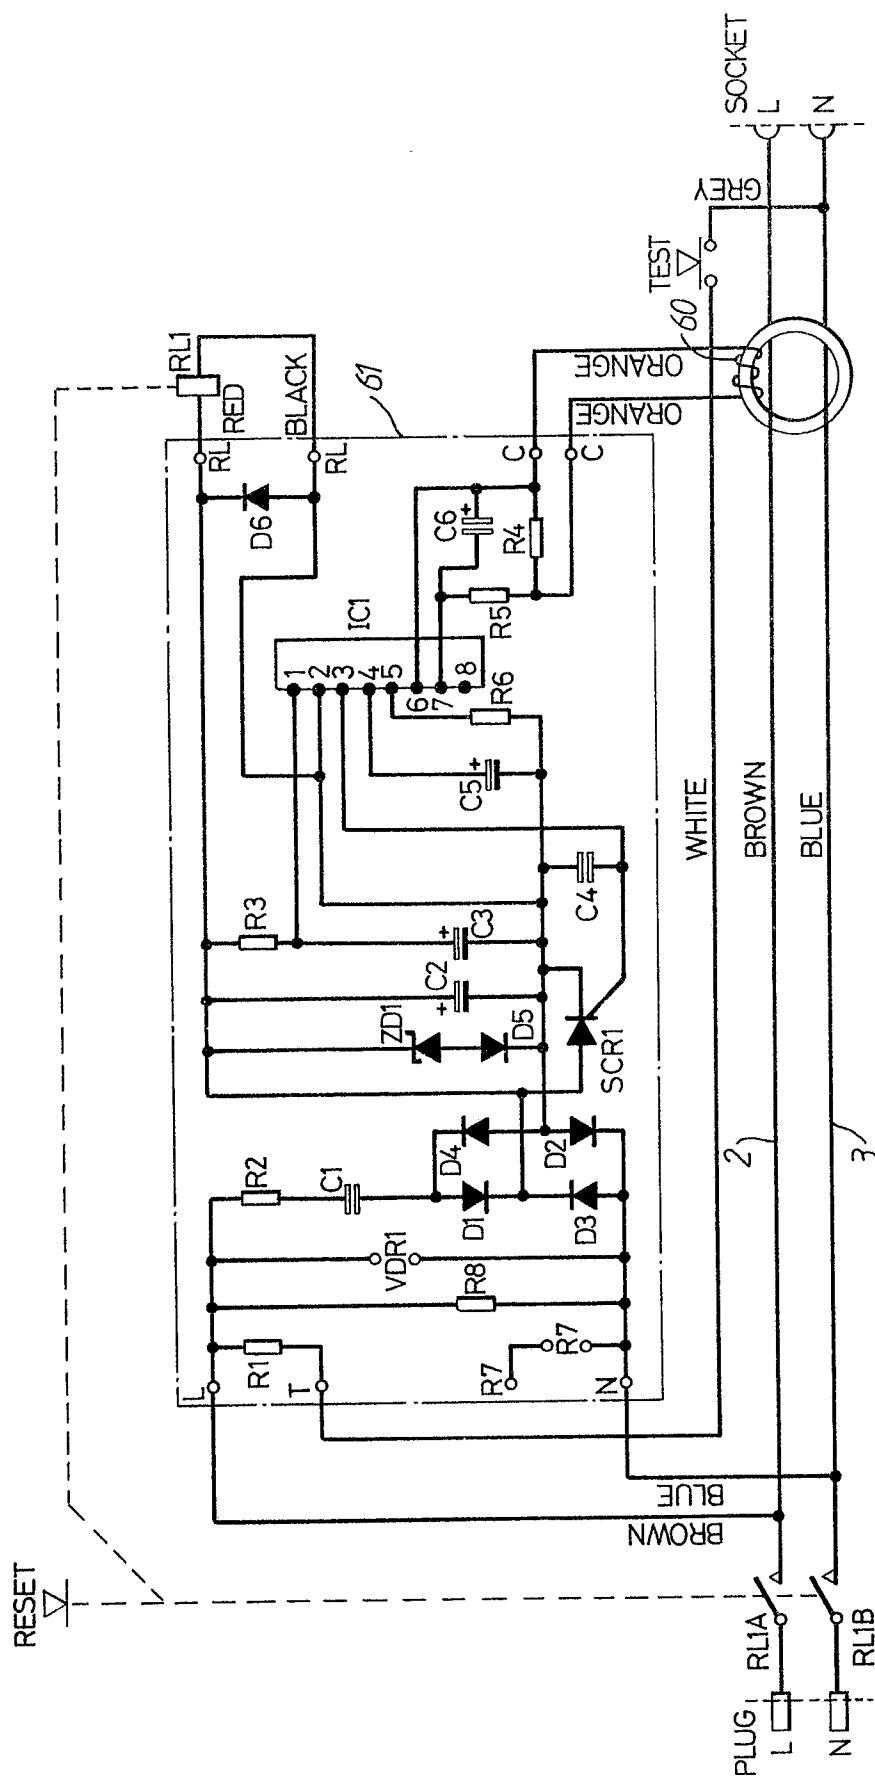 RESET
PLUG
L
N
RL1A
RL1B
BROWN
BLUE
L
T
N
R1
R7
R7
R8
VDR1
R2
C1
D1
D4
D3
D2
SCR1
ZD1
D5
C2
+
C3
+
R3
C4
C5
+
R6
IC1
1
2
3
4
5
6
7
8
R5
R4
C6
+
D6
RL
RL
RED
BLACK
RL1
61
C
C
ORANGE
ORANGE
60
TEST
GREY
WHITE
BROWN
BLUE
2
3
SOCKET
L
N